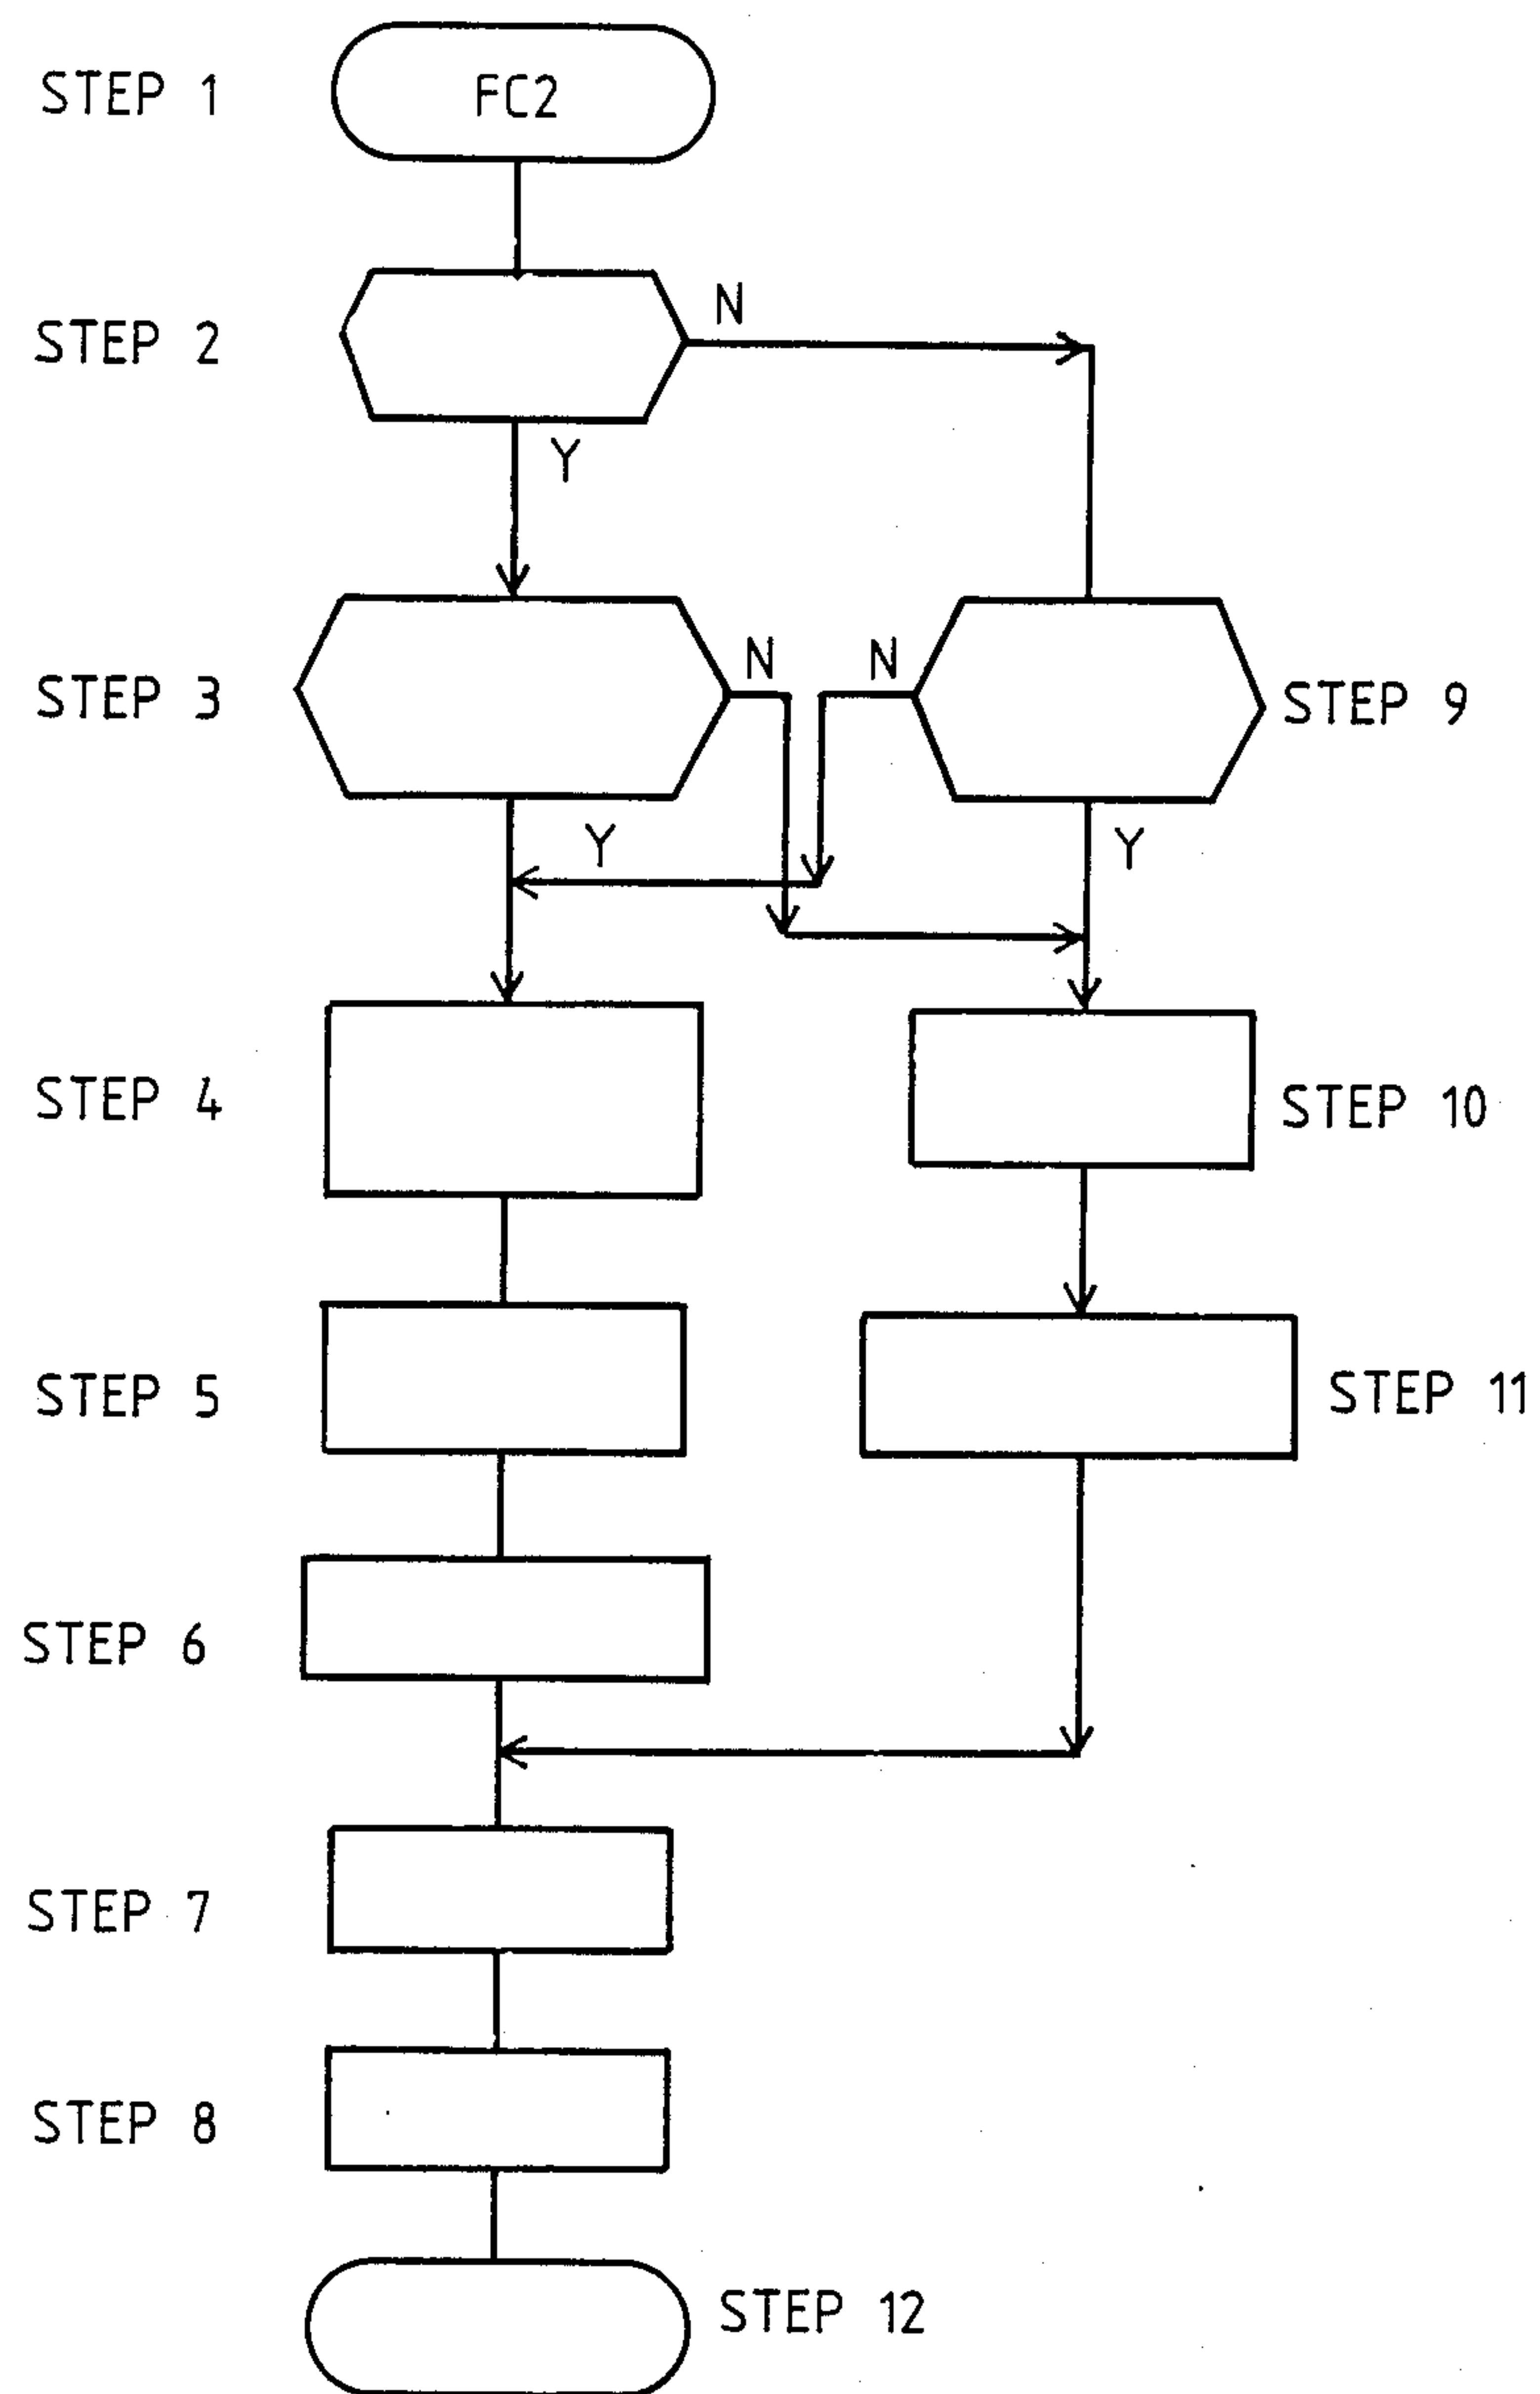 STEP 1
FC2
STEP 2
N
Y
STEP 3
N
N
STEP 9
Y
Y
STEP 4
STEP 10
STEP 5
STEP 11
STEP 6
STEP 7
STEP 8
STEP 12